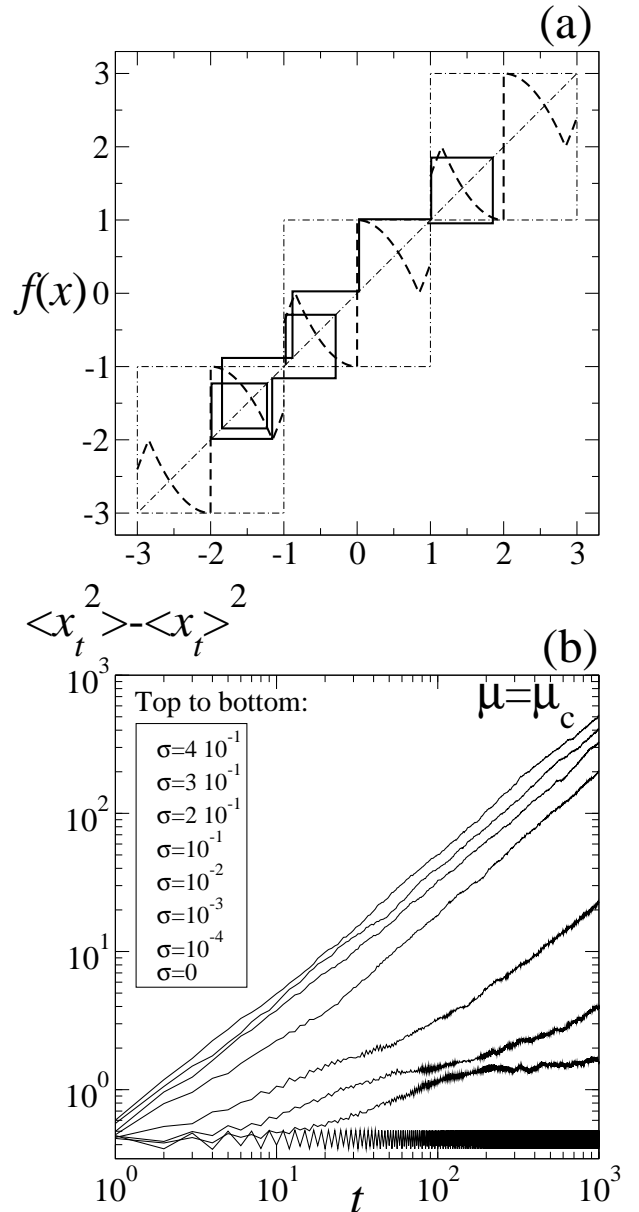 (a)
3
2
1
0
-1
-2
-3
f(x)
-3 -2 -1 0 1 2 3
<x_t^2>-<x_t>^2
(b)
10^3
10^2
10^1
10^0
Top to bottom:
σ=4 10^-1
σ=3 10^-1
σ=2 10^-1
σ=10^-1
σ=10^-2
σ=10^-3
σ=10^-4
σ=0
μ=μ_c
10^0 10^1 10^2 10^3
t